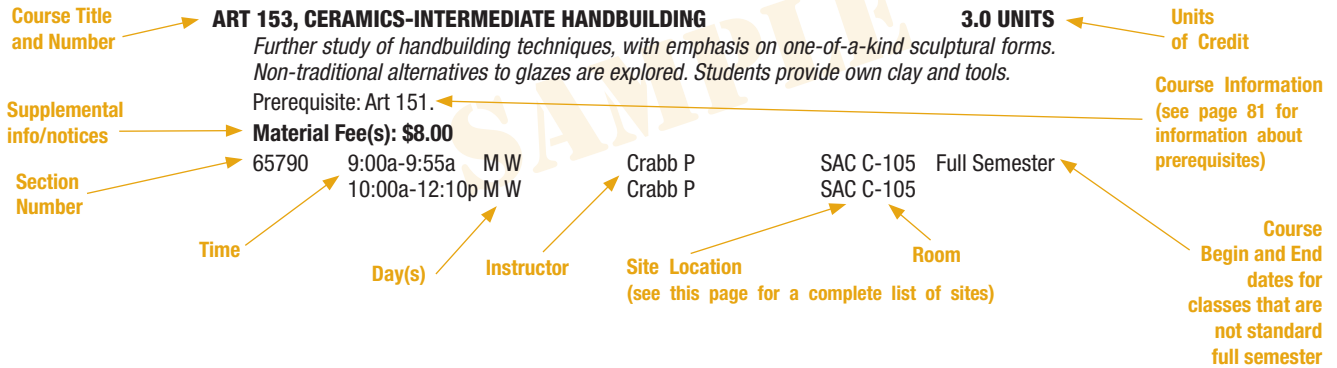 Course Title
and Number
ART 153, CERAMICS-INTERMEDIATE HANDBUILDING 3.0 UNITS
Units
of Credit
Further study of handbuilding techniques, with emphasis on one-of-a-kind sculptural forms.
Non-traditional alternatives to glazes are explored. Students provide own clay and tools.
Prerequisite: Art 151.
Course Information
(see page 81 for
information about
prerequisites)
Supplemental
info/notices
Material Fee(s): $8.00
65790 9:00a-9:55a M W Crabb P SAC C-105 Full Semester
10:00a-12:10p M W Crabb P SAC C-105
Section
Number
Time
Day(s)
Instructor
Site Location
(see this page for a complete list of sites)
Room
Course
Begin and End
dates for
classes that are
not standard
full semester
SAMPLE